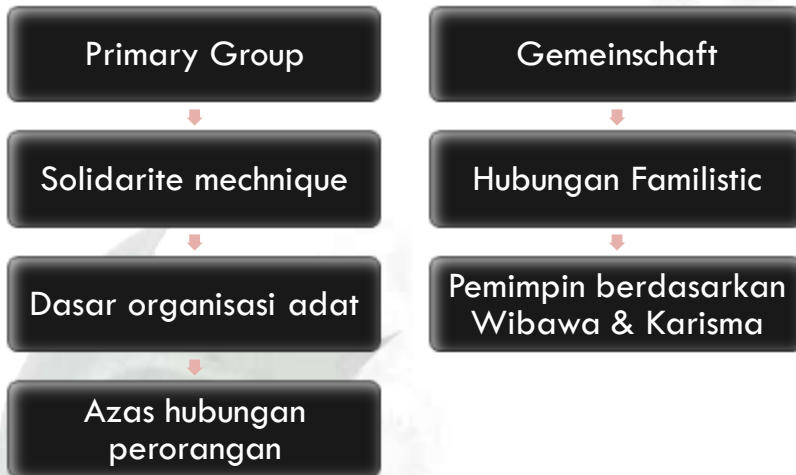 Primary Group
Solidarite mechnique
Dasar organisasi adat
Azas hubungan
perorangan
Gemeinschaft
Hubungan Familistic
Pemimpin berdasarkan
Wibawa & Karisma